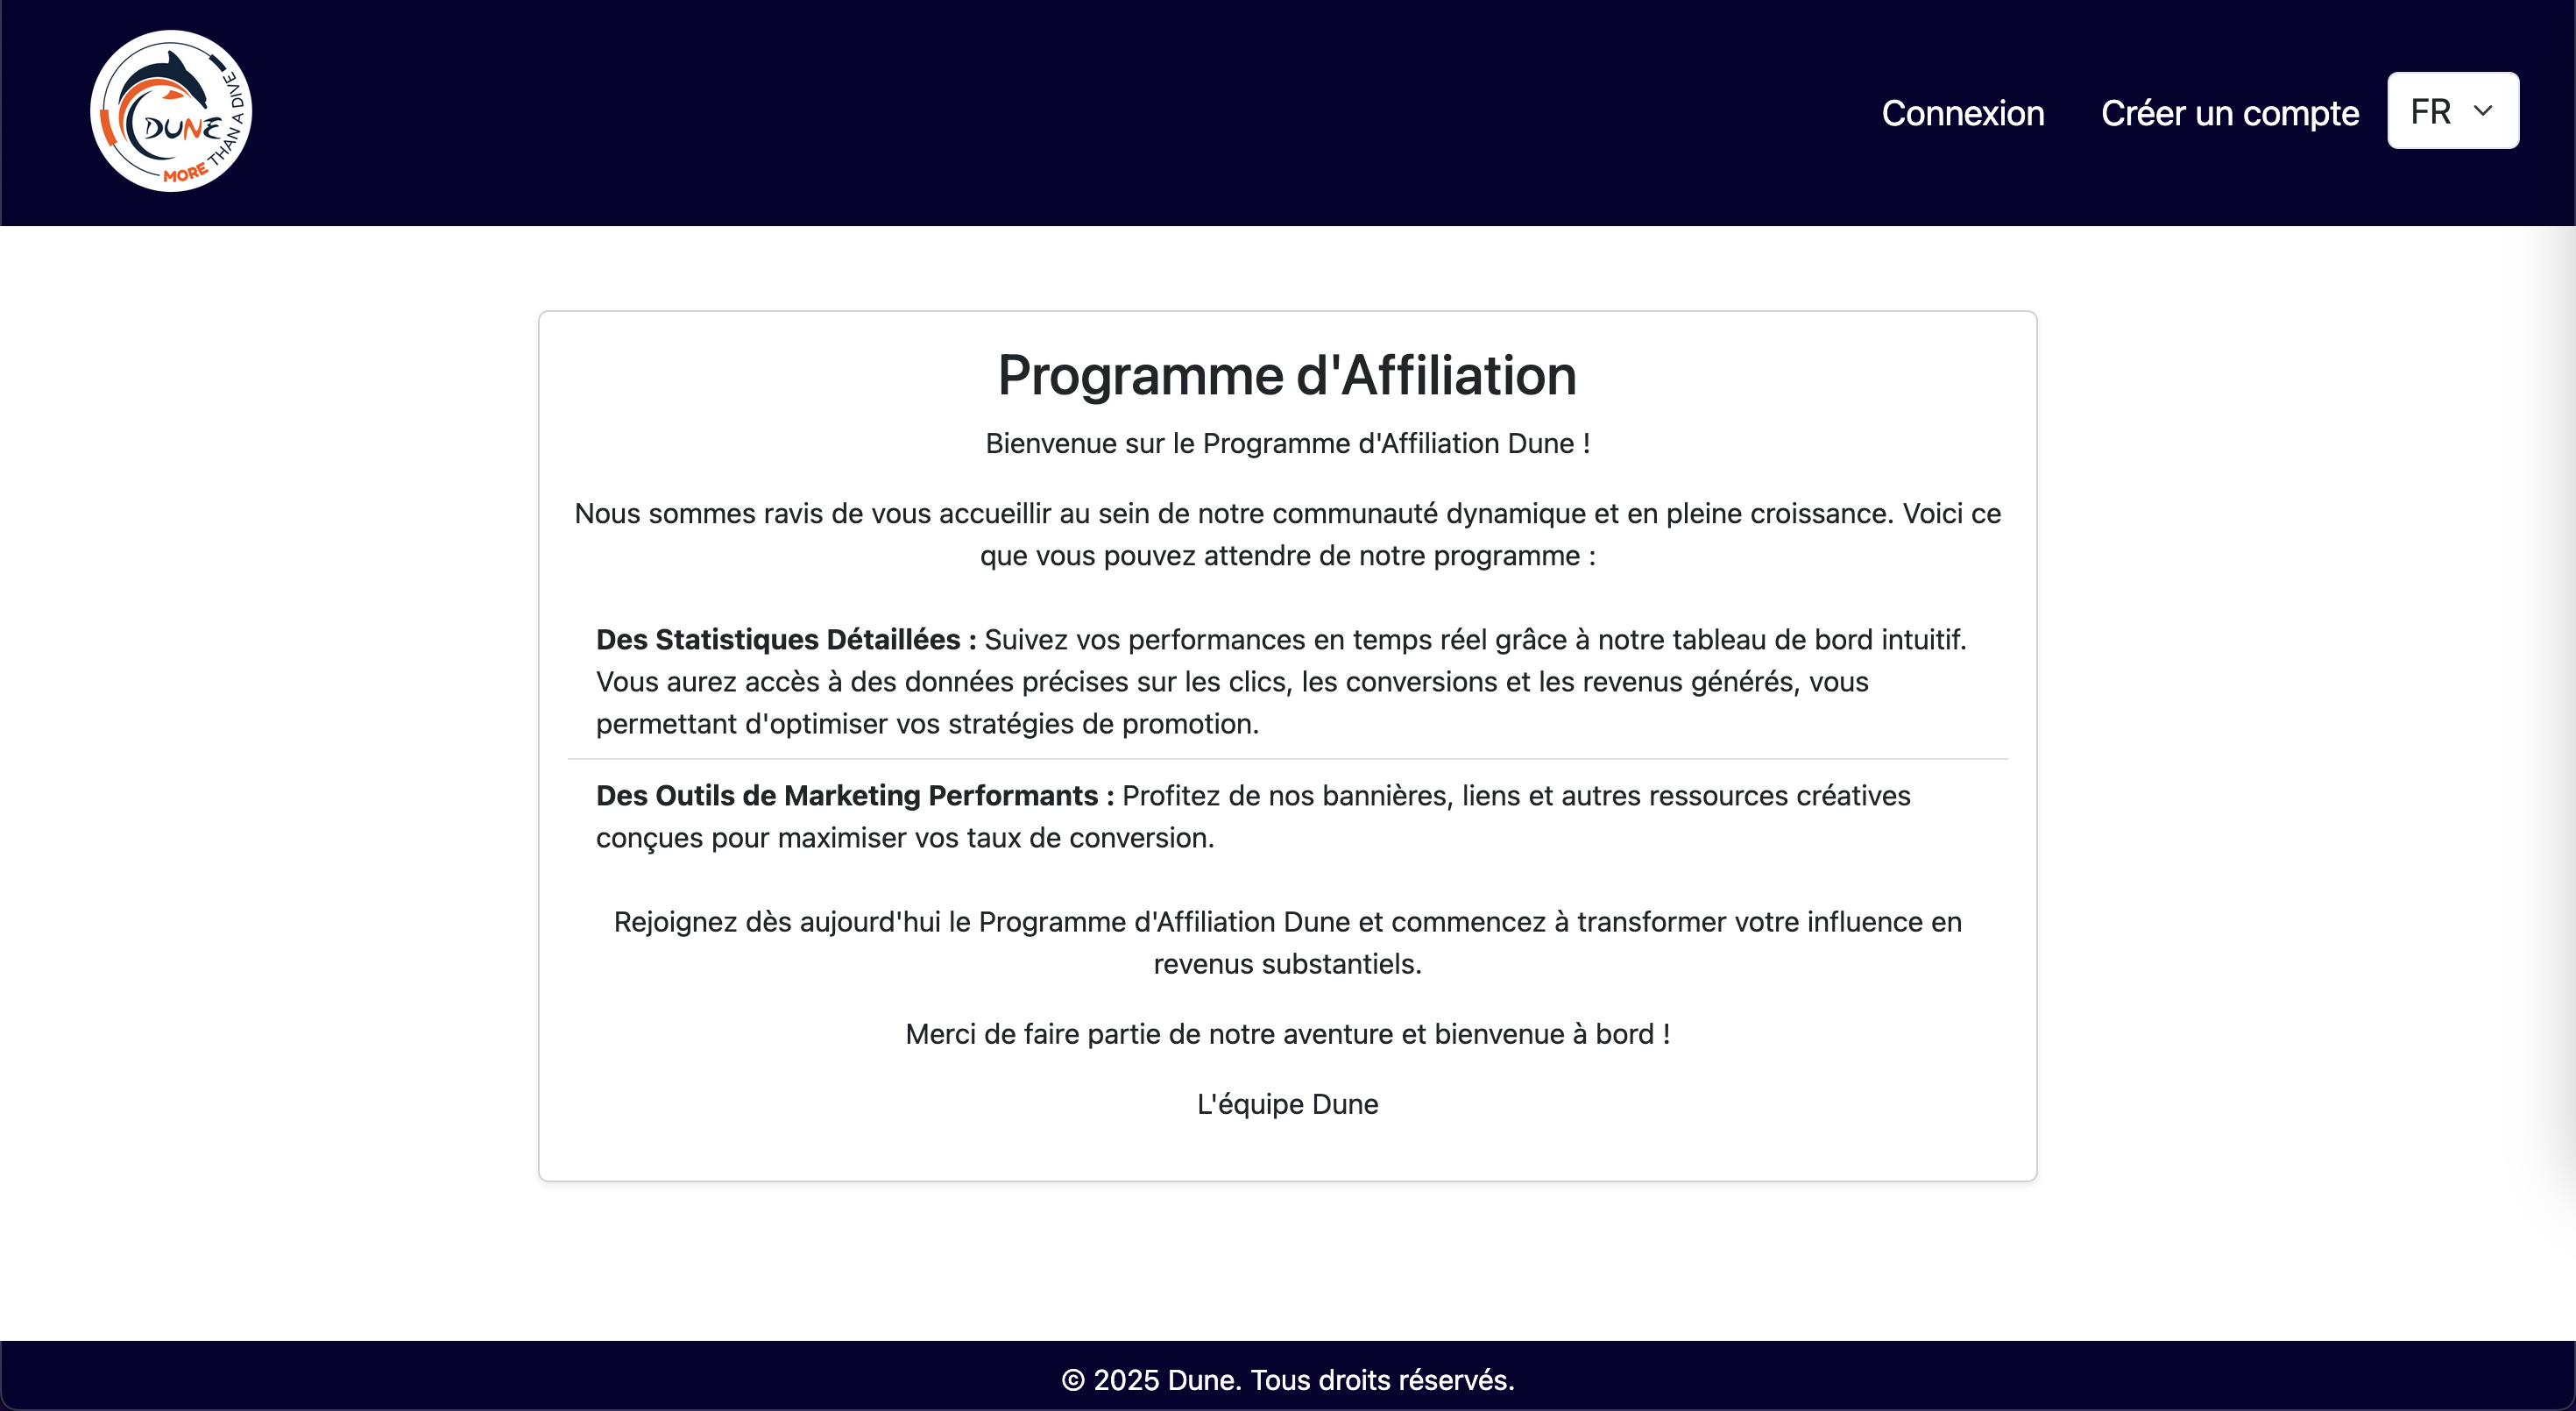 DUNE
MORE THAN A DIVE
Connexion
Créer un compte
FR
Programme d'Affiliation
Bienvenue sur le Programme d'Affiliation Dune !
Nous sommes ravis de vous accueillir au sein de notre communauté dynamique et en pleine croissance. Voici ce
que vous pouvez attendre de notre programme :
Des Statistiques Détaillées : Suivez vos performances en temps réel grâce à notre tableau de bord intuitif.
Vous aurez accès à des données précises sur les clics, les conversions et les revenus générés, vous
permettant d'optimiser vos stratégies de promotion.
Des Outils de Marketing Performants : Profitez de nos bannières, liens et autres ressources créatives
conçues pour maximiser vos taux de conversion.
Rejoignez dès aujourd'hui le Programme d'Affiliation Dune et commencez à transformer votre influence en
revenus substantiels.
Merci de faire partie de notre aventure et bienvenue à bord !
L'équipe Dune
© 2025 Dune. Tous droits réservés.